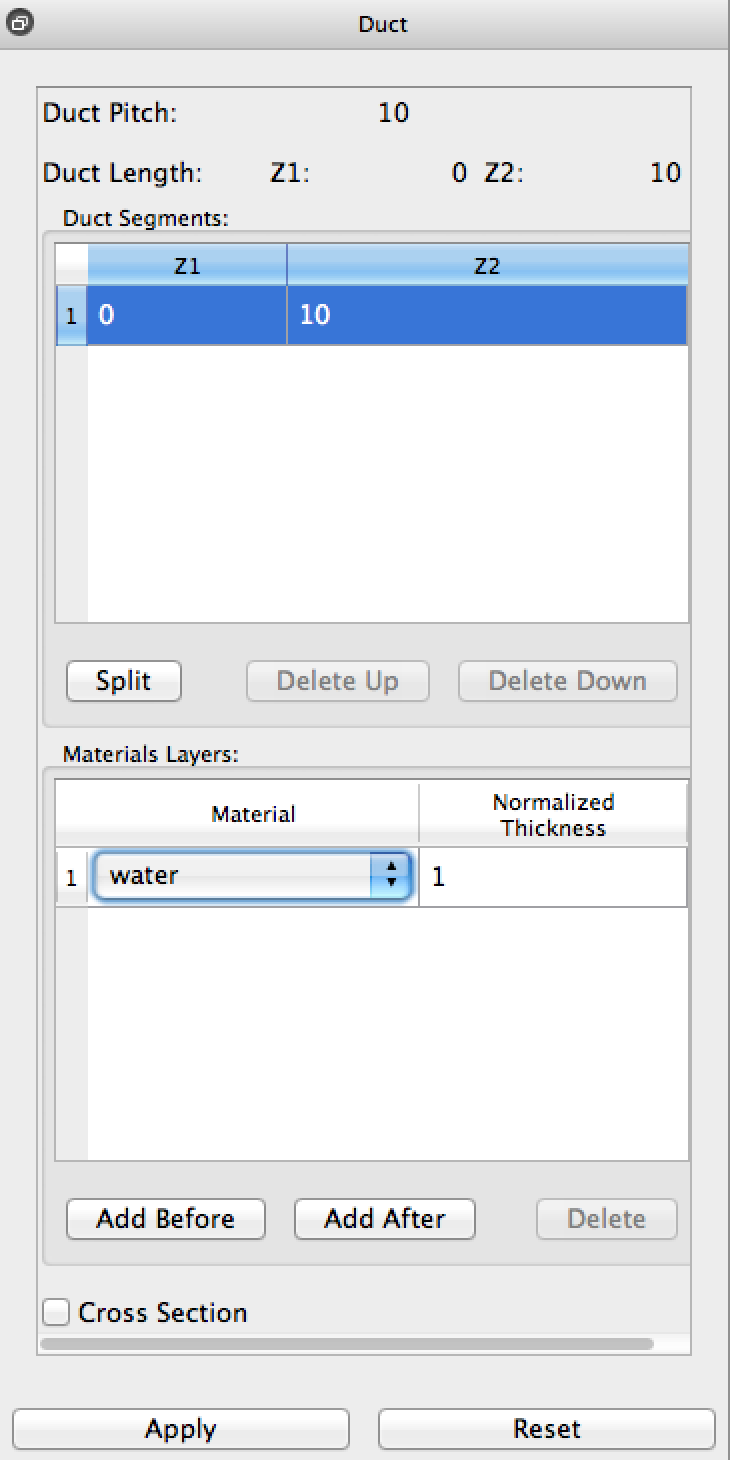 Duct
Duct Pitch: 10
Duct Length: Z1: 0 Z2: 10
Duct Segments:
Z1 Z2
1 0 10
Split Delete Up Delete Down
Materials Layers:
Material Normalized Thickness
1 water 1
Add Before Add After Delete
Cross Section
Apply Reset